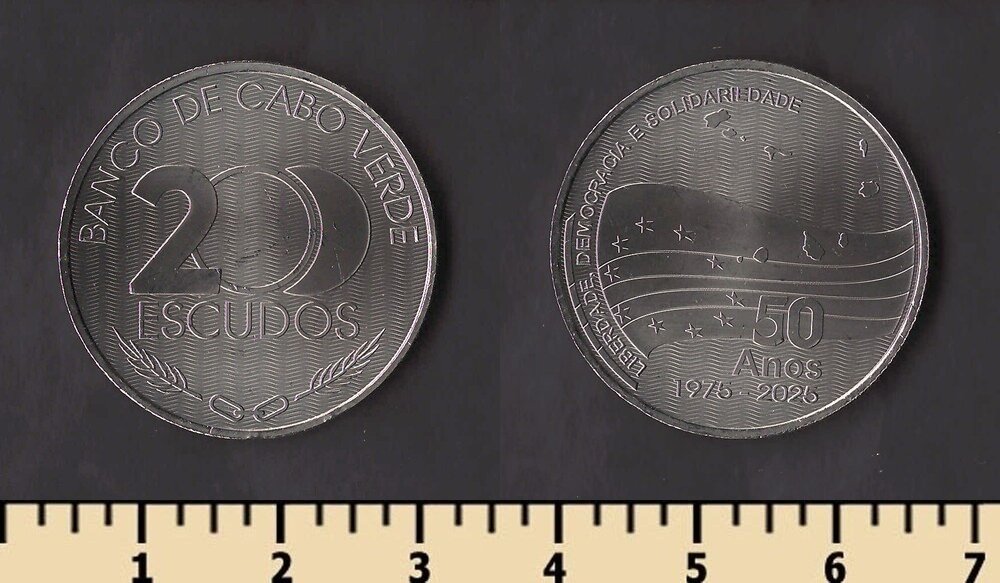 BANCO DE CABO VERDE
200
ESCUDOS
LIBERDADE, DEMOCRACIA E SOLIDARIEDADE
50
Anos
1975 - 2025
1 2 3 4 5 6 7